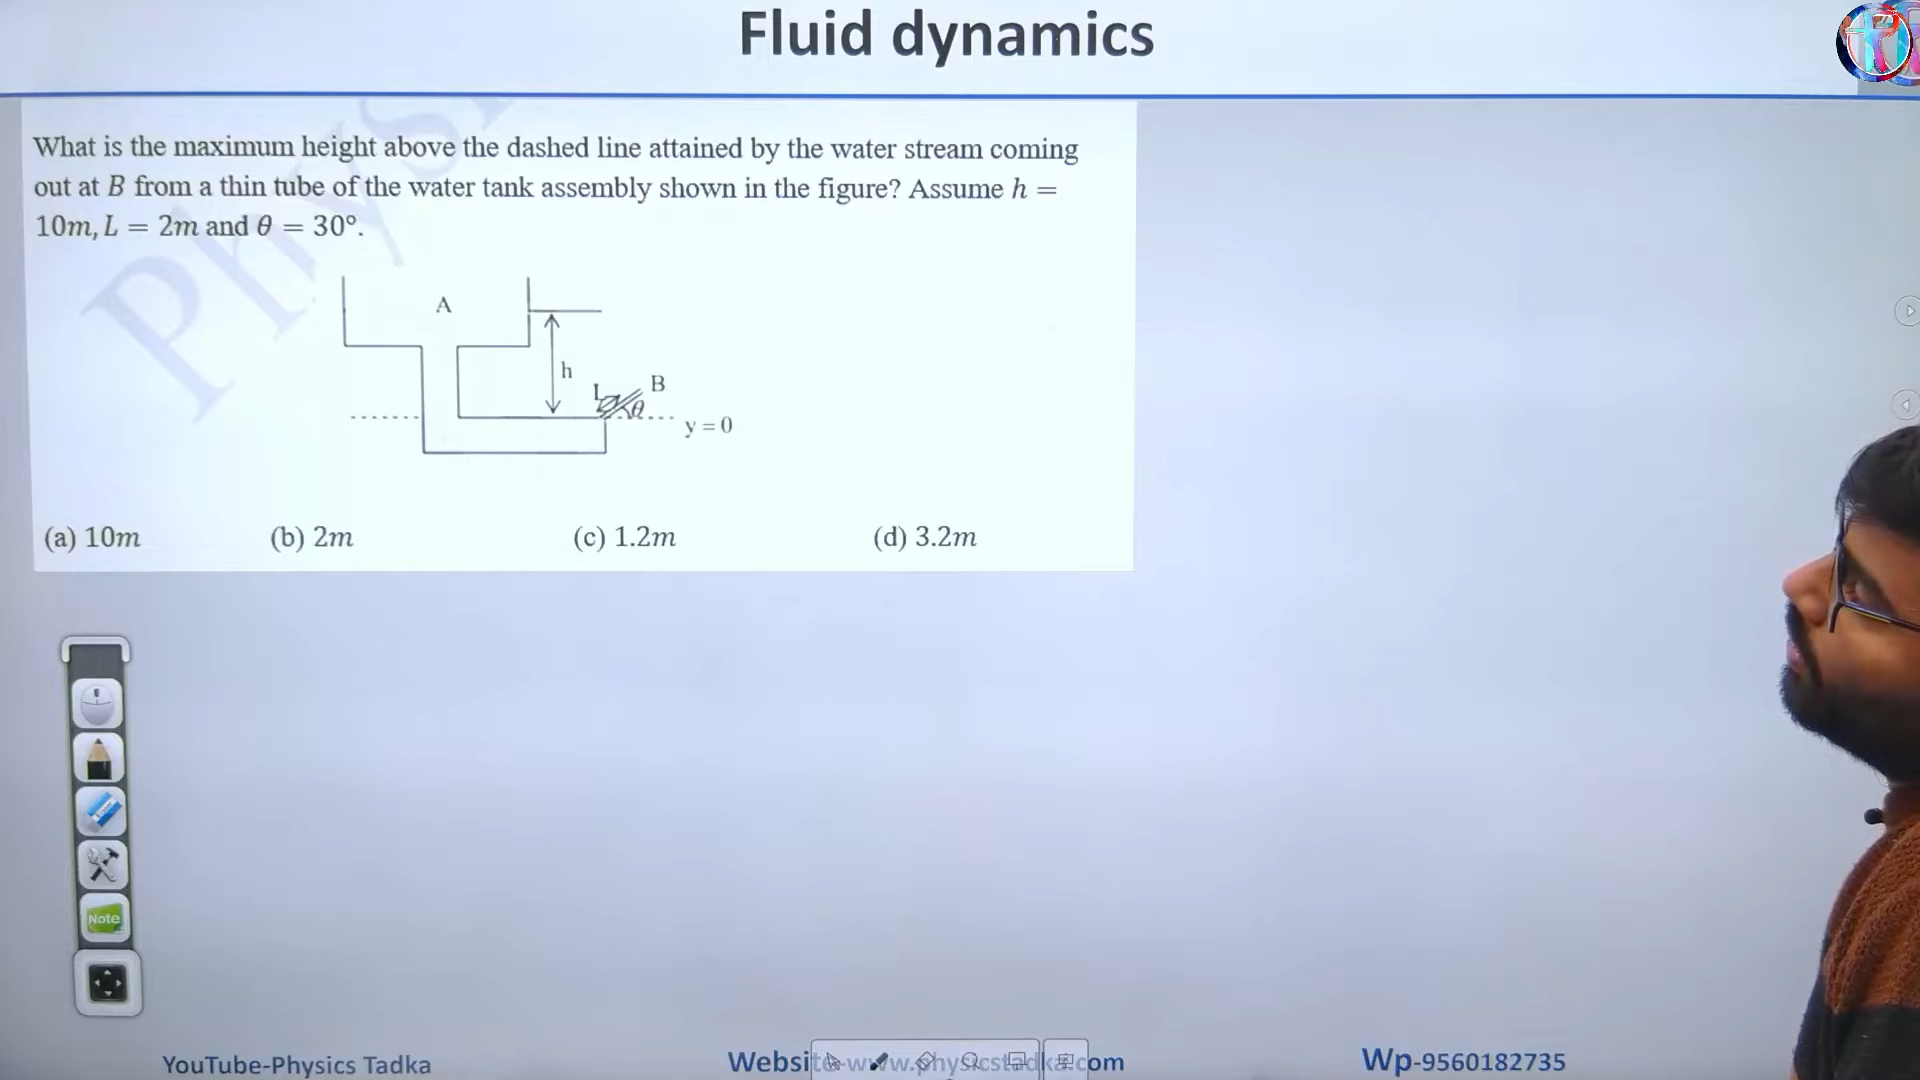 Fluid dynamics
What is the maximum height above the dashed line attained by the water stream coming
out at B from a thin tube of the water tank assembly shown in the figure? Assume h =
10m, L = 2m and θ = 30°.
A
h
L
B
θ
y = 0
(a) 10m (b) 2m (c) 1.2m (d) 3.2m
Note
YouTube-Physics Tadka
Website-www.physicstadka.com
Wp-9560182735